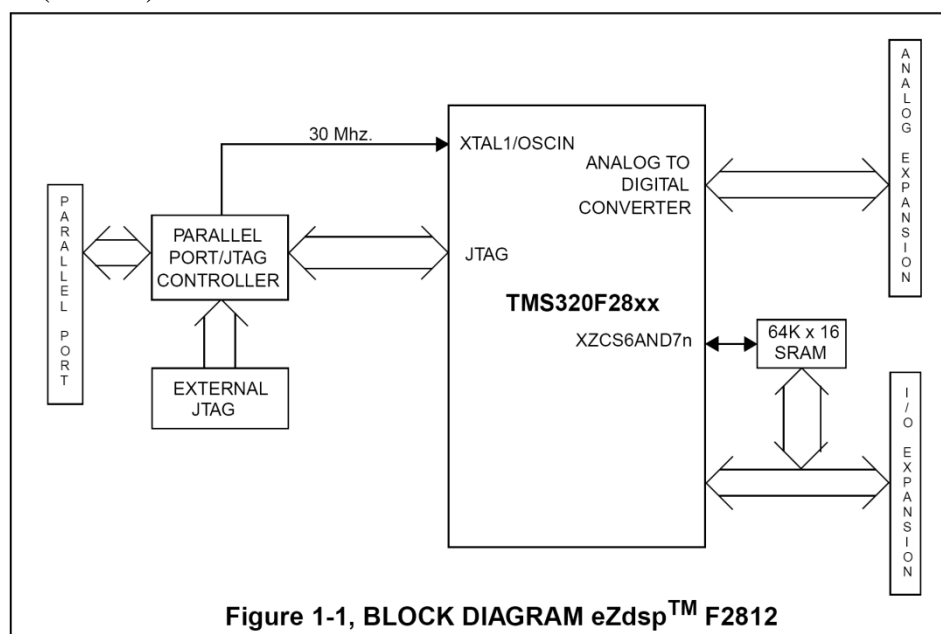 30 Mhz.
XTAL1/OSCIN
ANALOG TO
DIGITAL
CONVERTER
ANALOG EXPANSION
PARALLEL PORT
PARALLEL
PORT/JTAG
CONTROLLER
JTAG
TMS320F28xx
XZCS6AND7n
64K x 16
SRAM
EXTERNAL
JTAG
I/O EXPANSION
Figure 1-1, BLOCK DIAGRAM eZdsp™ F2812